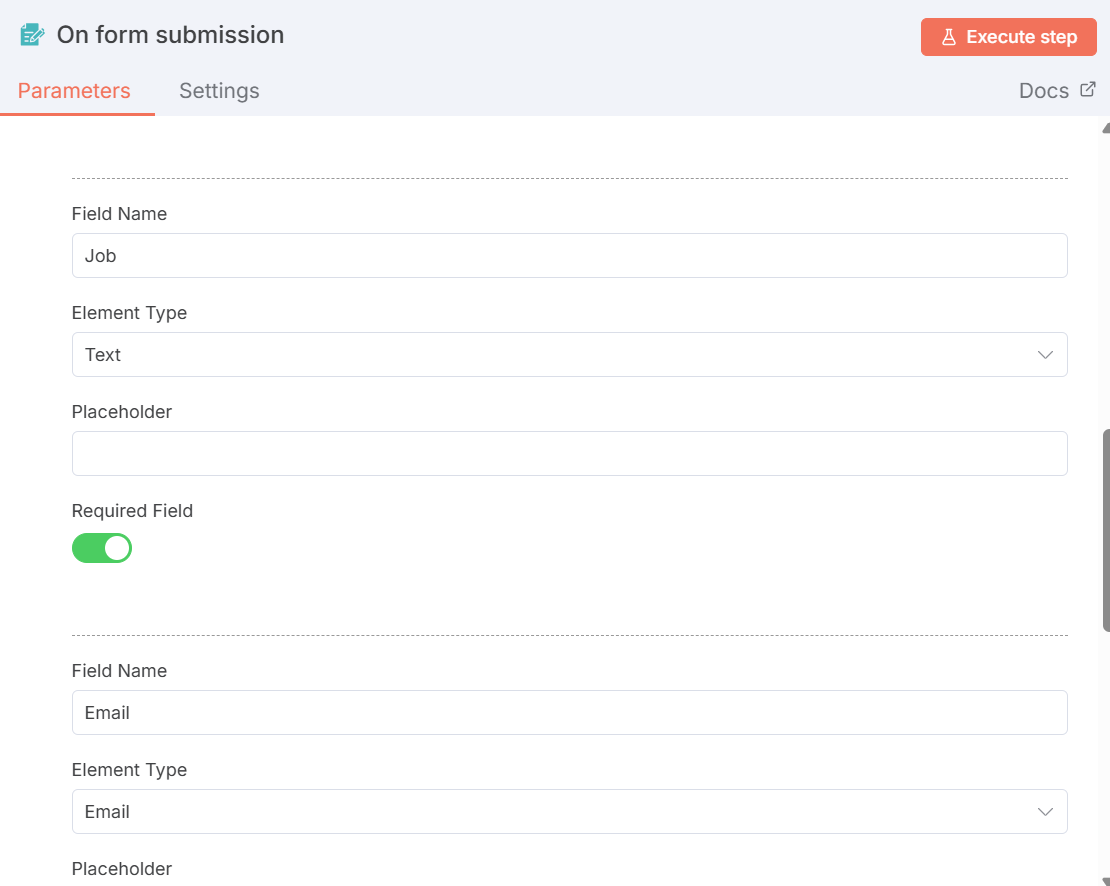 On form submission
Execute step
Parameters
Settings
Docs
Field Name
Job
Element Type
Text
Placeholder
Required Field
Field Name
Email
Element Type
Email
Placeholder